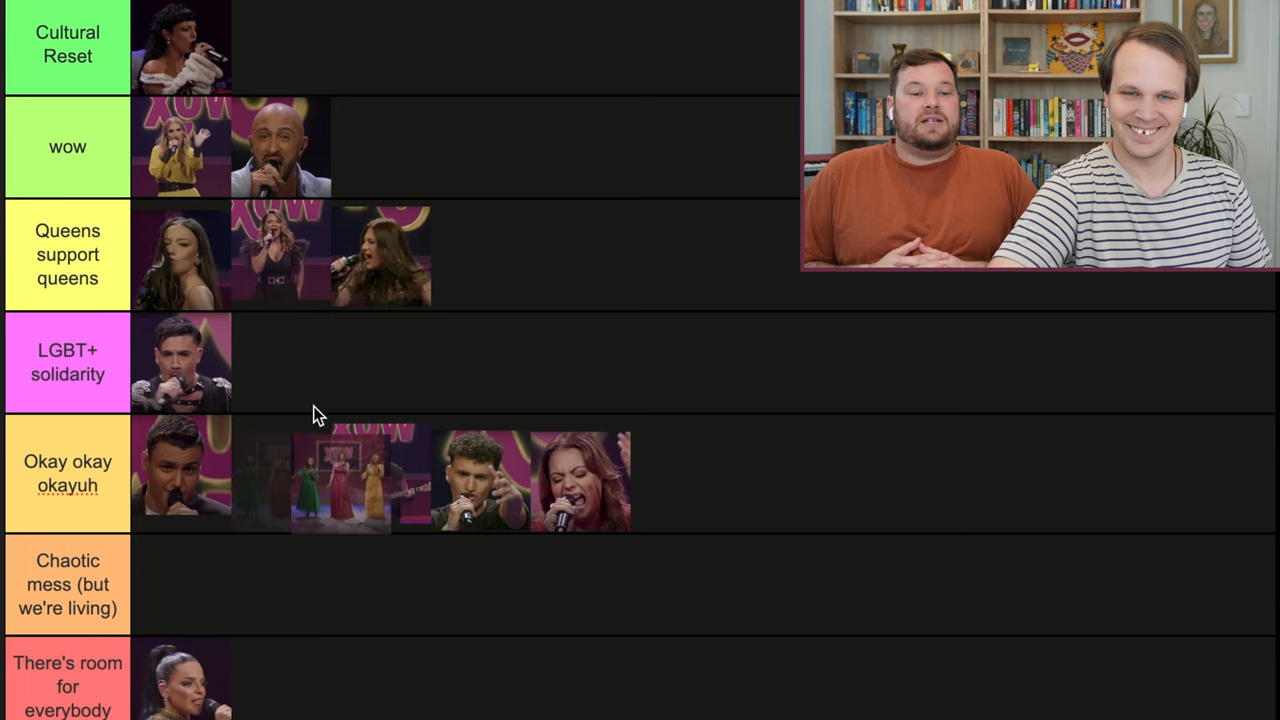 Cultural
Reset
wow
Queens
support
queens
LGBT+
solidarity
Okay okay
okayuh
Chaotic
mess (but
we're living)
There's room
for
everybody